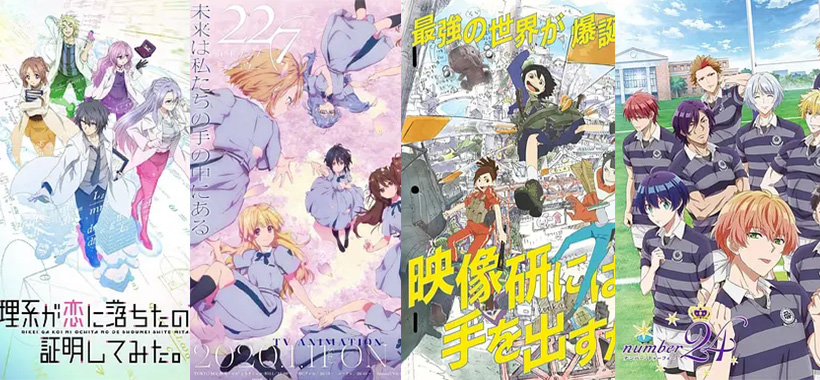 理系が恋に落ちたの
RIKEI GA KOI NI OCHITA NO DE SHOUMEI SHITE MITA
証明してみた。
未来は私たちの手の中にある
22/7
TV ANIMATION
2020.1.11 ON
最強の世界が 爆誕
映像研には
手を出すな
number24